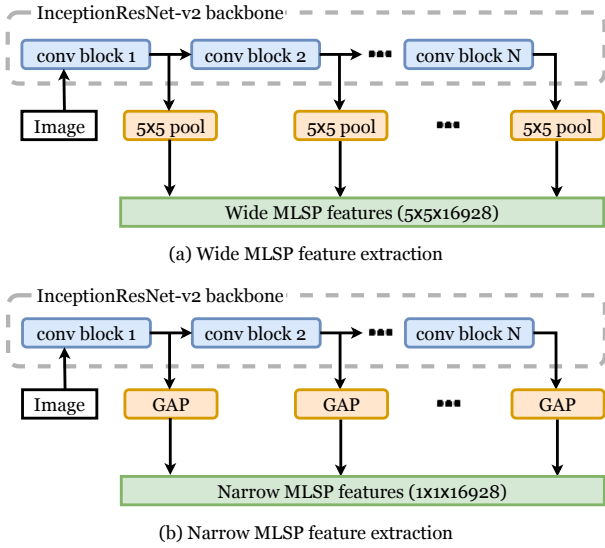 InceptionResNet-v2 backbone
conv block 1 conv block 2 conv block N
Image 5x5 pool 5x5 pool 5x5 pool
Wide MLSP features (5x5x16928)
(a) Wide MLSP feature extraction
InceptionResNet-v2 backbone
conv block 1 conv block 2 conv block N
Image GAP GAP GAP
Narrow MLSP features (1x1x16928)
(b) Narrow MLSP feature extraction